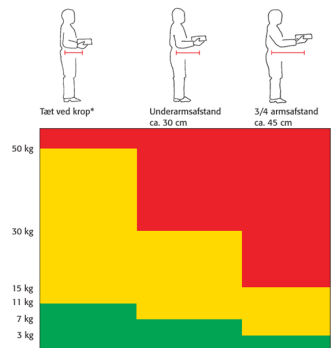 Tæt ved krop*
Underarmsafstand
ca. 30 cm
3/4 armsafstand
ca. 45 cm
50 kg
30 kg
15 kg
11 kg
7 kg
3 kg